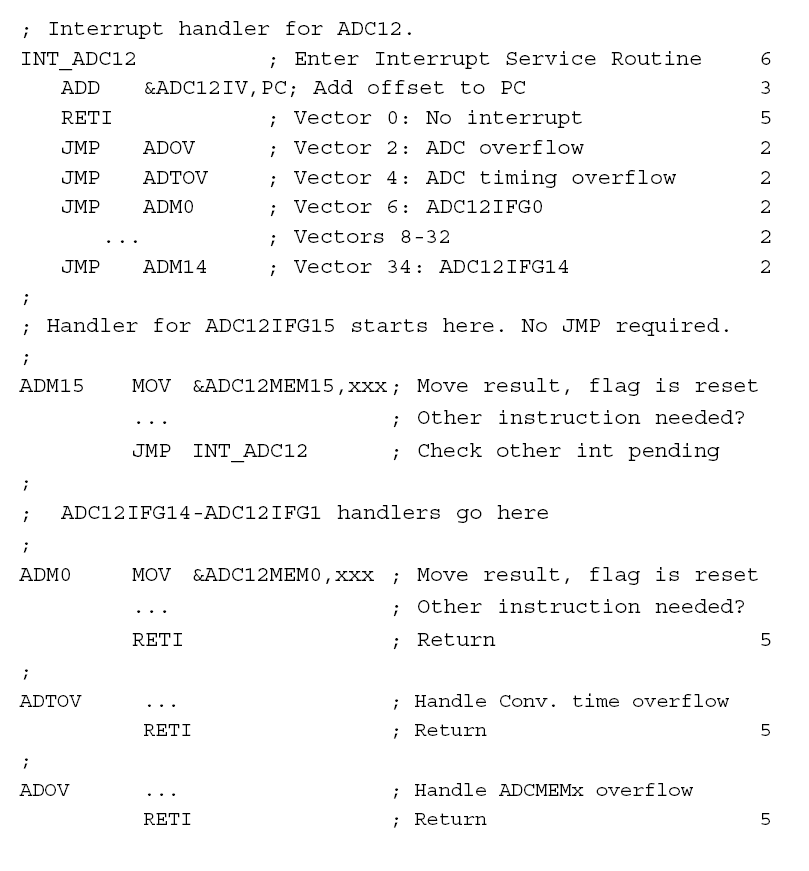 ; Interrupt handler for ADC12.
INT_ADC12 ; Enter Interrupt Service Routine 6
ADD &ADC12IV,PC; Add offset to PC 3
RETI ; Vector 0: No interrupt 5
JMP ADOV ; Vector 2: ADC overflow 2
JMP ADTOV ; Vector 4: ADC timing overflow 2
JMP ADM0 ; Vector 6: ADC12IFG0 2
... ; Vectors 8-32 2
JMP ADM14 ; Vector 34: ADC12IFG14 2
;
; Handler for ADC12IFG15 starts here. No JMP required.
;
ADM15 MOV &ADC12MEM15,xxx; Move result, flag is reset
... ; Other instruction needed?
JMP INT_ADC12 ; Check other int pending
;
; ADC12IFG14-ADC12IFG1 handlers go here
;
ADM0 MOV &ADC12MEM0,xxx ; Move result, flag is reset
... ; Other instruction needed?
RETI ; Return 5
;
ADTOV ... ; Handle Conv. time overflow
RETI ; Return 5
;
ADOV ... ; Handle ADCMEMx overflow
RETI ; Return 5